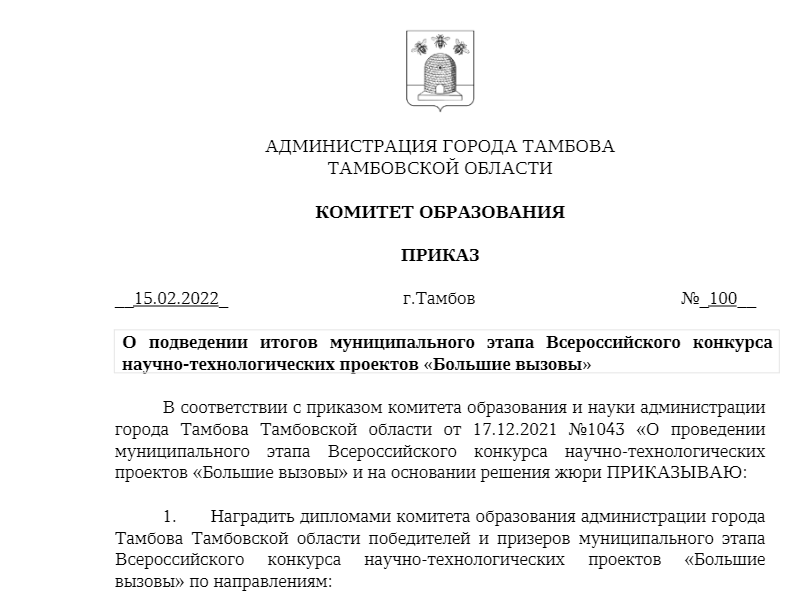 АДМИНИСТРАЦИЯ ГОРОДА ТАМБОВА
ТАМБОВСКОЙ ОБЛАСТИ
КОМИТЕТ ОБРАЗОВАНИЯ
ПРИКАЗ
__15.02.2022_ г.Тамбов №_100__
О подведении итогов муниципального этапа Всероссийского конкурса
научно-технологических проектов «Большие вызовы»
В соответствии с приказом комитета образования и науки администрации
города Тамбова Тамбовской области от 17.12.2021 №1043 «О проведении
муниципального этапа Всероссийского конкурса научно-технологических
проектов «Большие вызовы» и на основании решения жюри ПРИКАЗЫВАЮ:
1. Наградить дипломами комитета образования администрации города
Тамбова Тамбовской области победителей и призеров муниципального этапа
Всероссийского конкурса научно-технологических проектов «Большие
вызовы» по направлениям: